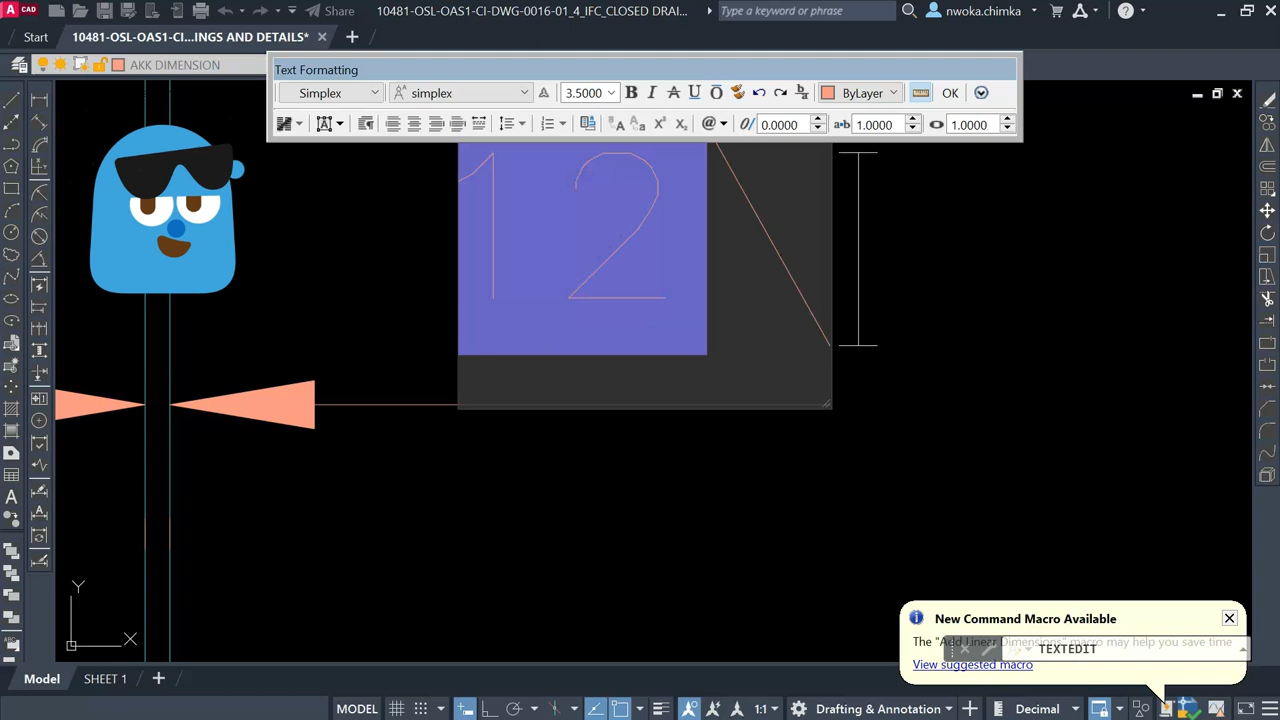 CAD
Share
10481-OSL-OAS1-CI-DWG-0016-01_4_IFC_CLOSED DRAI...
Type a keyword or phrase
nwoka.chimka
Start
10481-OSL-OAS1-CI...INGS AND DETAILS*
AKK DIMENSION
Text Formatting
Simplex
simplex
3.5000
B I A U O
ByLayer
OK
@
0/ 0.0000
a-b 1.0000
1.0000
12
Y
X
New Command Macro Available
The "Add Linear Dimensions" macro may help you save time
TEXTEDIT
View suggested macro
Model
SHEET 1
MODEL
1:1
Drafting & Annotation
Decimal